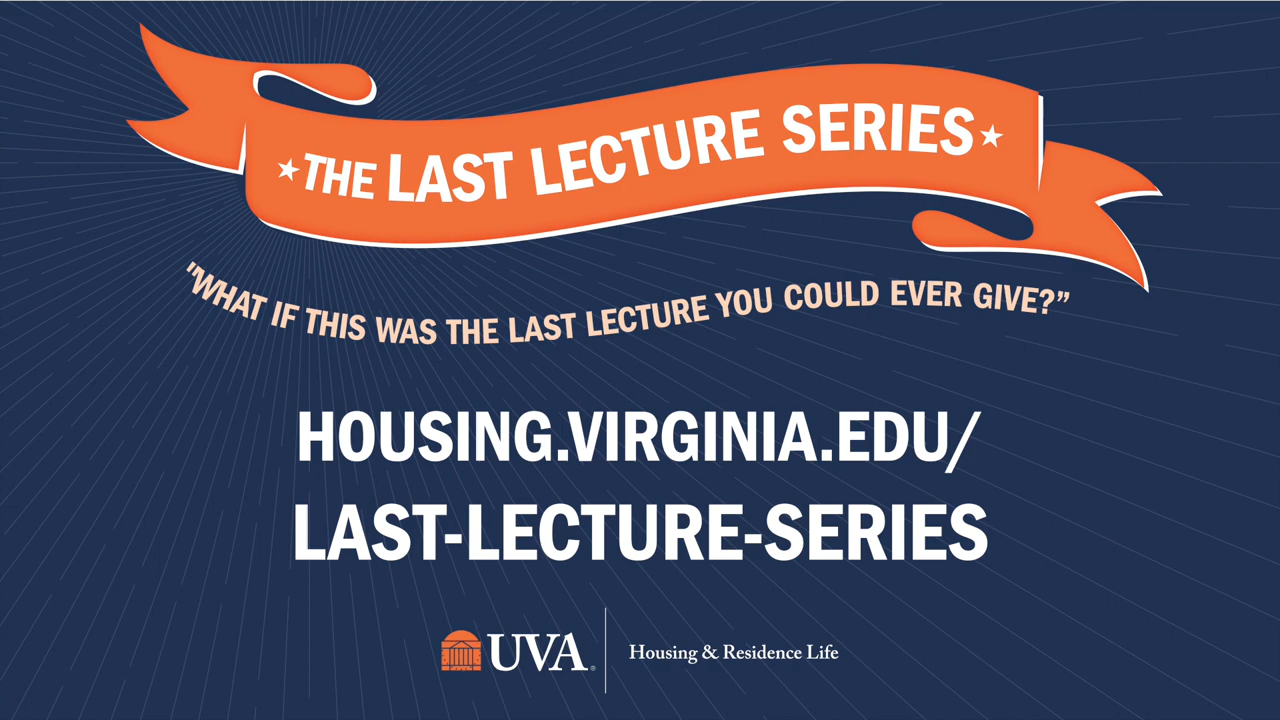 THE LAST LECTURE SERIES
"WHAT IF THIS WAS THE LAST LECTURE YOU COULD EVER GIVE?”
HOUSING.VIRGINIA.EDU/
LAST-LECTURE-SERIES
UVA® Housing & Residence Life